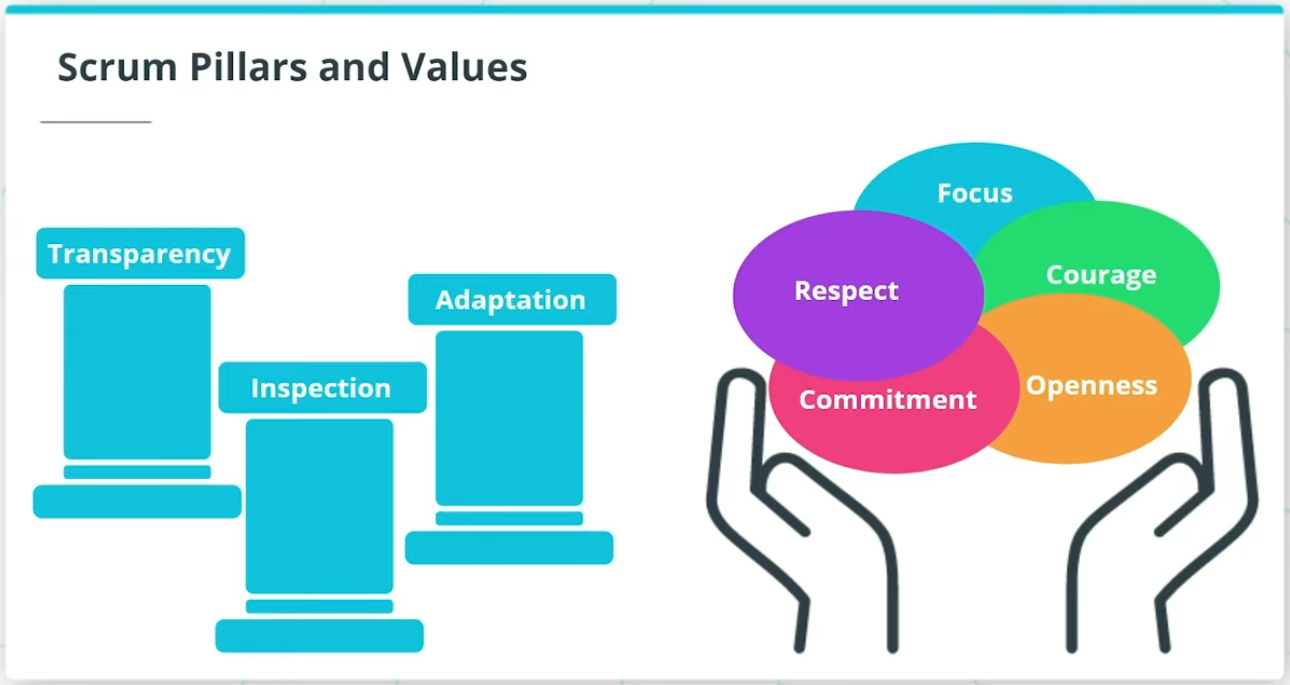 Scrum Pillars and Values
Transparency
Inspection
Adaptation
Focus
Respect
Courage
Commitment
Openness